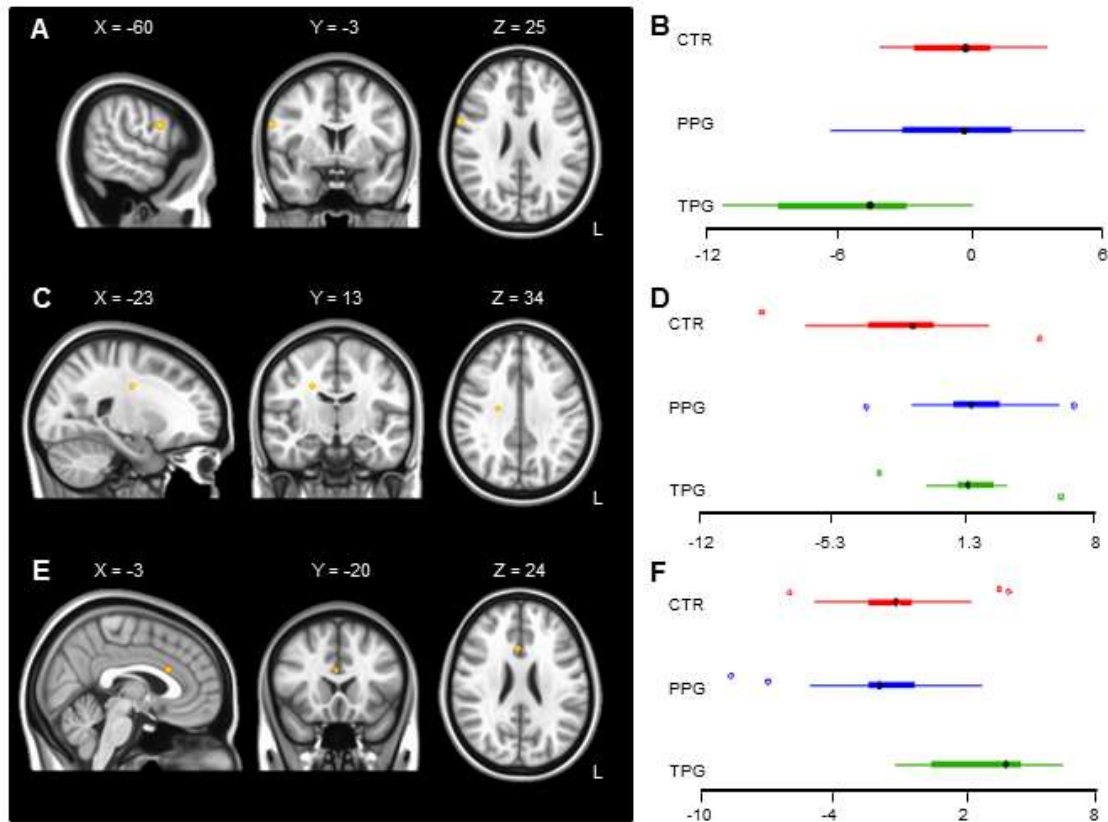 A
X = -60
Y = -3
Z = 25
L
B
CTR
PPG
TPG
-12 -6 0 6
C
X = -23
Y = 13
Z = 34
L
D
CTR
PPG
TPG
-12 -5.3 1.3 8
E
X = -3
Y = -20
Z = 24
L
F
CTR
PPG
TPG
-10 -4 2 8